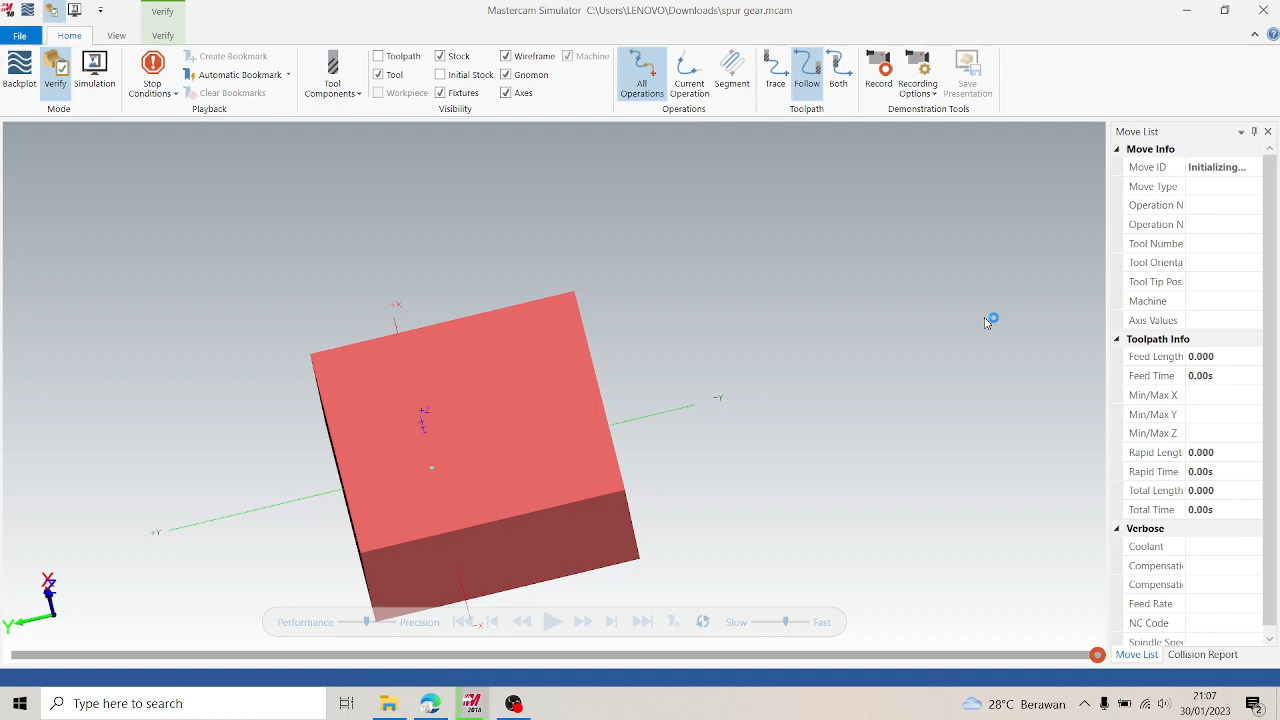 Verify
Mastercam Simulator C:\Users\LENOVO\Downloads\spur gear.mcam
File
Home
View
Verify
Backplot
Verify
Simulation
Mode
Stop
Conditions
Create Bookmark
Automatic Bookmark
Clear Bookmarks
Playback
Tool
Components
Toolpath
Tool
Workpiece
Stock
Initial Stock
Fixtures
Wireframe
Gnomon
Axes
Machine
Visibility
All
Operations
Current
Operation
Segment
Operations
Trace
Follow
Both
Toolpath
Record
Recording
Options
Save
Presentation
Demonstration Tools
+X
+Z
-Y
+Y
-X
X
Z
Y
Performance
Precision
Slow
Fast
Move List
Move Info
Move ID Initializing...
Move Type
Operation N
Operation N
Tool Numbe
Tool Orienta
Tool Tip Posi
Machine
Axis Values
Toolpath Info
Feed Length 0.000
Feed Time 0.00s
Min/Max X
Min/Max Y
Min/Max Z
Rapid Lengt 0.000
Rapid Time 0.00s
Total Length 0.000
Total Time 0.00s
Verbose
Coolant
Compensati
Compensati
Feed Rate
NC Code
Spindle Spee
Move List
Collision Report
Type here to search
2018
28°C Berawan
21:07
30/01/2023
2